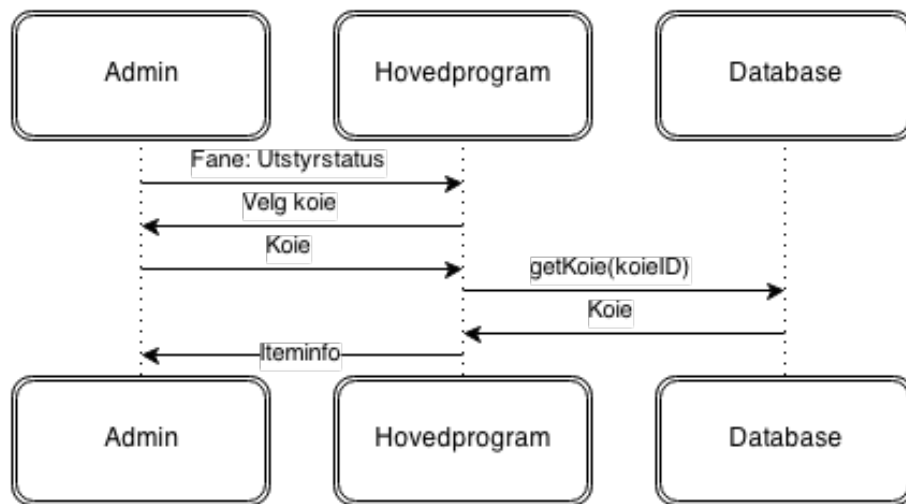 Admin
Hovedprogram
Database
Fane: Utstyrstatus
Velg koie
Koie
getKoie(koieID)
Koie
Iteminfo
Admin
Hovedprogram
Database